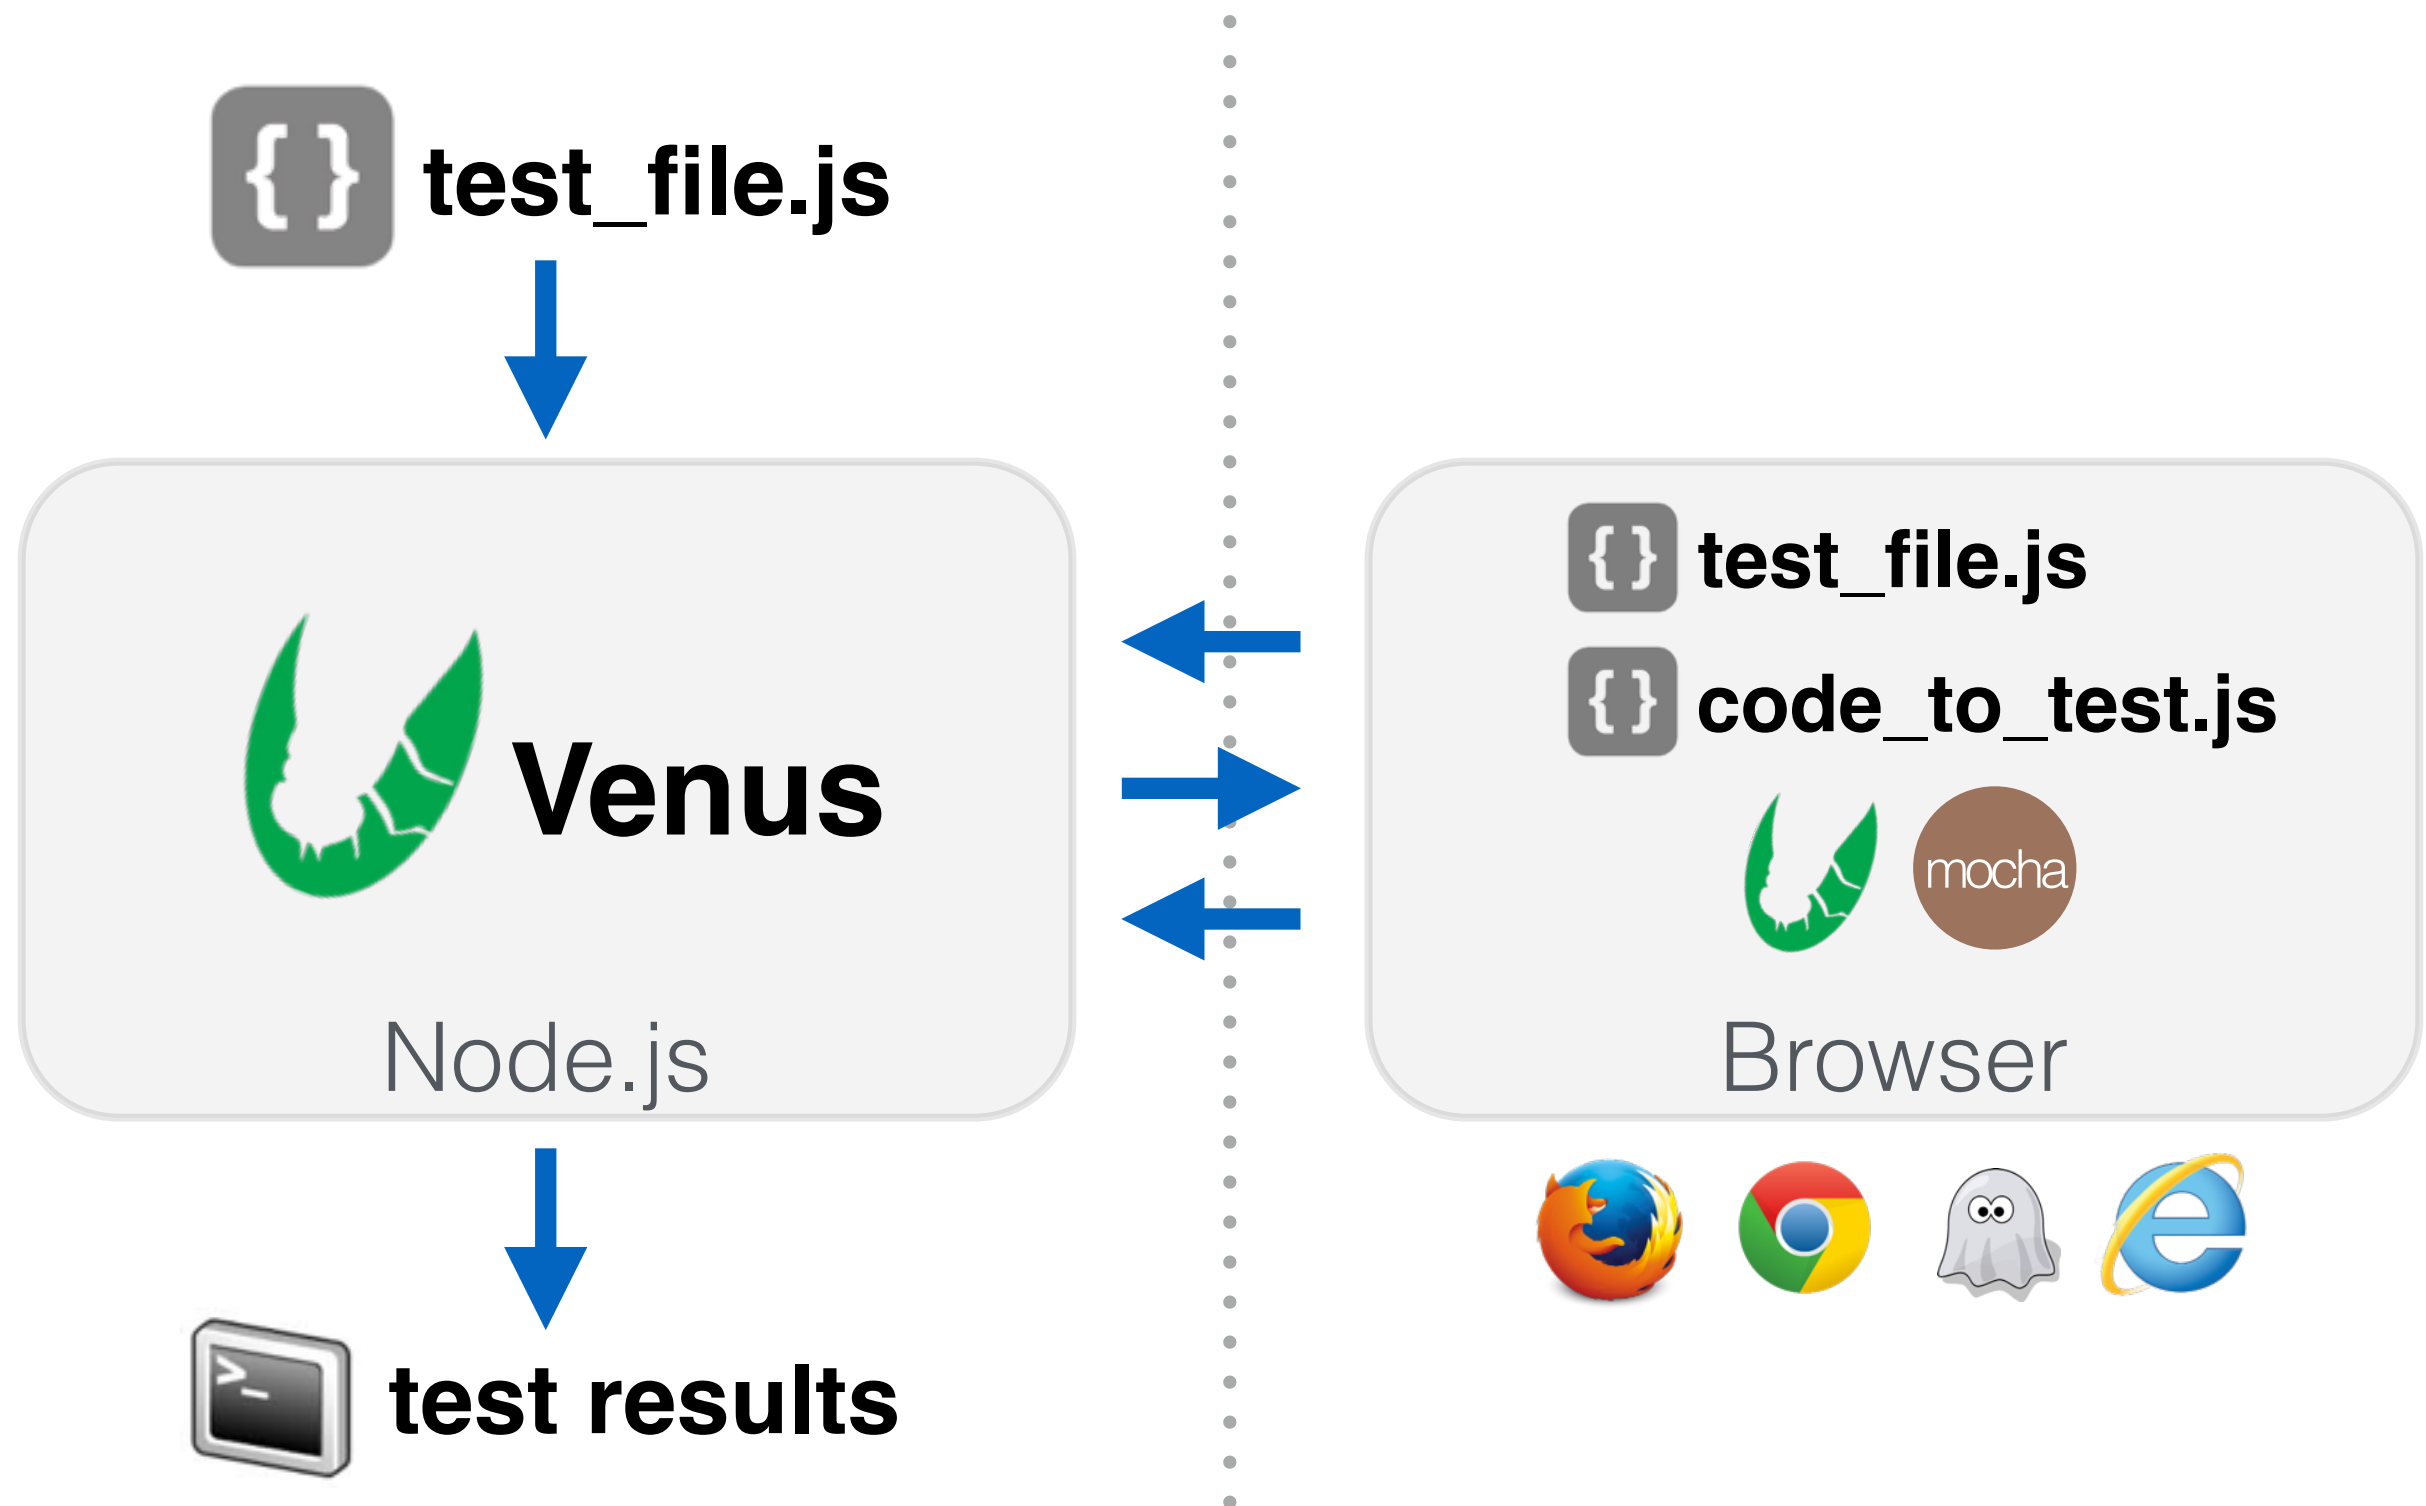 test_file.js
Venus
Node.js
test results
test_file.js
code_to_test.js
mocha
Browser